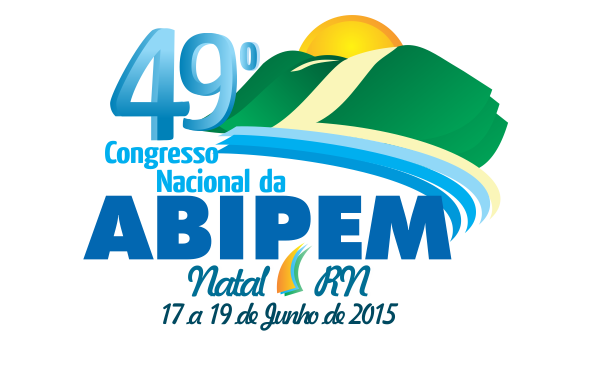 49º
Congresso
Nacional da
ABIPEM
Natal RN
17 a 19 de Junho de 2015